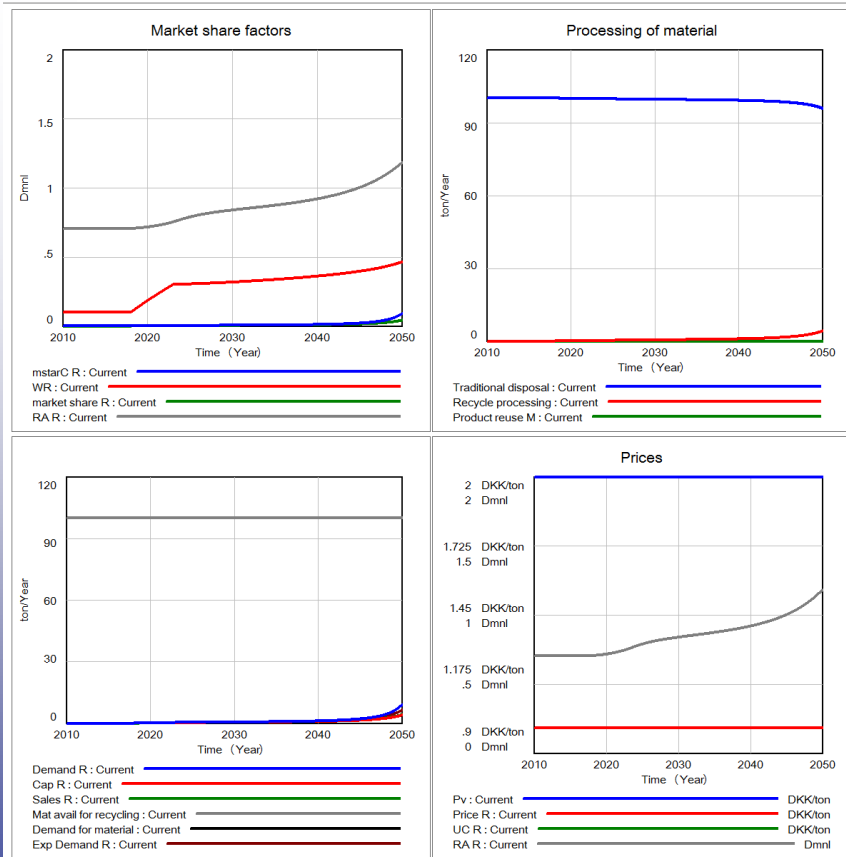 Market share factors
2
1.5
1
.5
0
Dmnl
2010 2020 2030 2040 2050
Time (Year)
mstarC R : Current
WR : Current
market share R : Current
RA R : Current
Processing of material
120
90
60
30
0
ton/Year
2010 2020 2030 2040 2050
Time (Year)
Traditional disposal : Current
Recycle processing : Current
Product reuse M : Current
120
90
60
30
0
ton/Year
2010 2020 2030 2040 2050
Time (Year)
Demand R : Current
Cap R : Current
Sales R : Current
Mat avail for recycling : Current
Demand for material : Current
Exp Demand R : Current
Prices
2 DKK/ton
2 Dmnl
1.725 DKK/ton
1.5 Dmnl
1.45 DKK/ton
1 Dmnl
1.175 DKK/ton
.5 Dmnl
.9 DKK/ton
0 Dmnl
2010 2020 2030 2040 2050
Time (Year)
Pv : Current DKK/ton
Price R : Current DKK/ton
UC R : Current DKK/ton
RA R : Current Dmnl